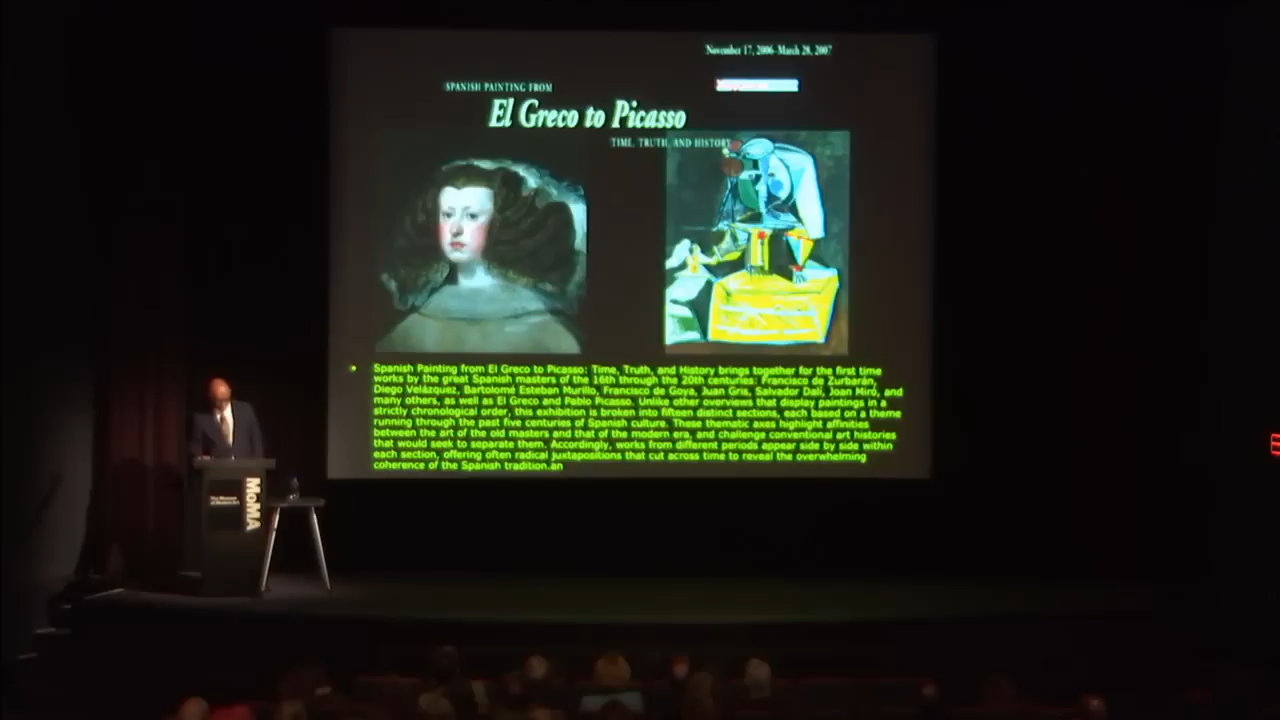 November 17, 2006–March 28, 2007
SPANISH PAINTING FROM
El Greco to Picasso
TIME, TRUTH, AND HISTORY
Spanish Painting from El Greco to Picasso: Time, Truth, and History brings together for the first time
works by the great Spanish masters of the 16th through the 20th centuries: Francisco de Zurbarán,
Diego Velázquez, Bartolomé Esteban Murillo, Francisco de Goya, Juan Gris, Salvador Dalí, Joan Miró, and
many others, as well as El Greco and Pablo Picasso. Unlike other overviews that display paintings in a
strictly chronological order, this exhibition is broken into fifteen distinct sections, each based on a theme
running through the past five centuries of Spanish culture. These thematic axes highlight affinities
between the art of the old masters and that of the modern era, and challenge conventional art histories
that would seek to separate them. Accordingly, works from different periods appear side by side within
each section, offering often radical juxtapositions that cut across time to reveal the overwhelming
coherence of the Spanish tradition.an
The Museum
of Modern Art
MoMA